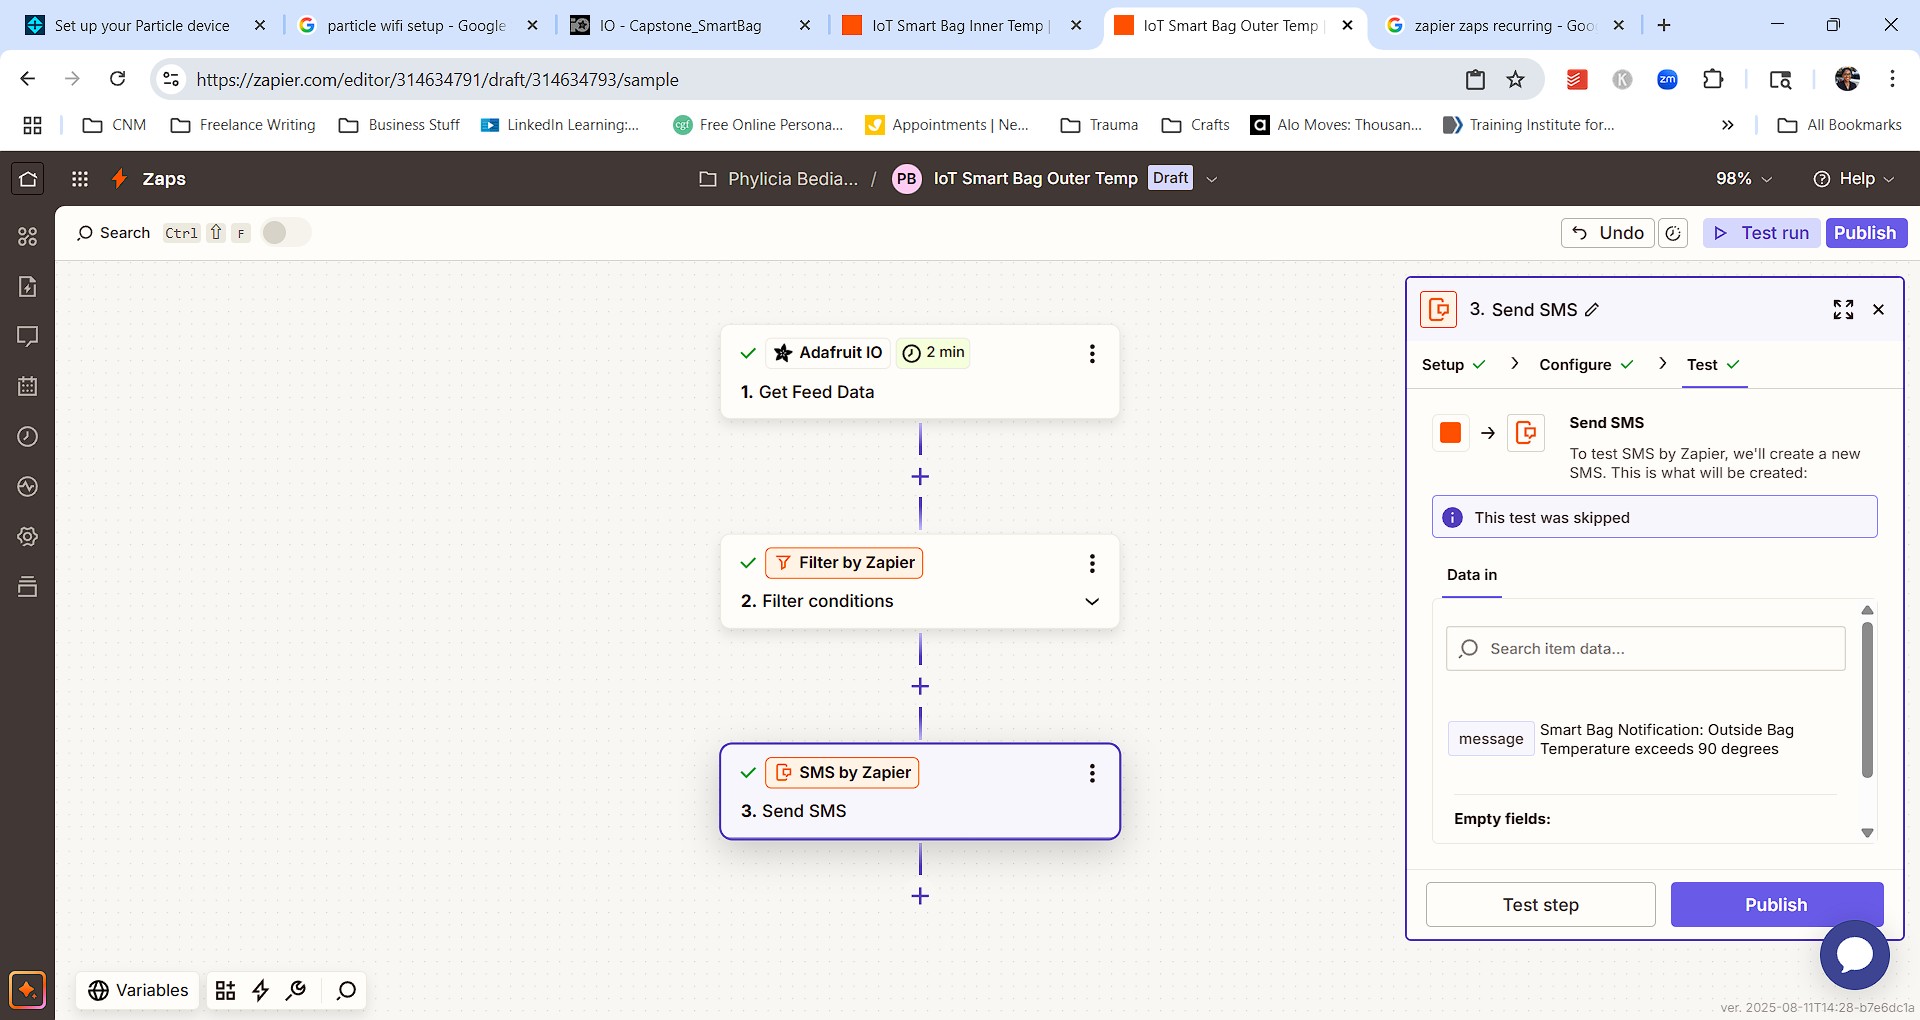 Set up your Particle device
particle wifi setup - Google
IO - Capstone_SmartBag
IoT Smart Bag Inner Temp |
IoT Smart Bag Outer Temp |
zapier zaps recurring - Goo
https://zapier.com/editor/314634791/draft/314634793/sample
K
zm
CNM
Freelance Writing
Business Stuff
LinkedIn Learning:...
cgf
Free Online Persona...
Appointments | Ne...
Trauma
Crafts
a
Alo Moves: Thousan...
Training Institute for...
All Bookmarks
Zaps
Phylicia Bedia...
/
PB
IoT Smart Bag Outer Temp
Draft
98%
Help
Search
Ctrl
⇧
F
Undo
Test run
Publish
3. Send SMS
Setup
Configure
Test
Send SMS
To test SMS by Zapier, we'll create a new
SMS. This is what will be created:
This test was skipped
Data in
Search item data...
message
Smart Bag Notification: Outside Bag
Temperature exceeds 90 degrees
Empty fields:
Test step
Publish
Adafruit IO
2 min
1. Get Feed Data
Filter by Zapier
2. Filter conditions
SMS by Zapier
3. Send SMS
Variables
ver. 2025-08-11T14:28-b7e6dc1a